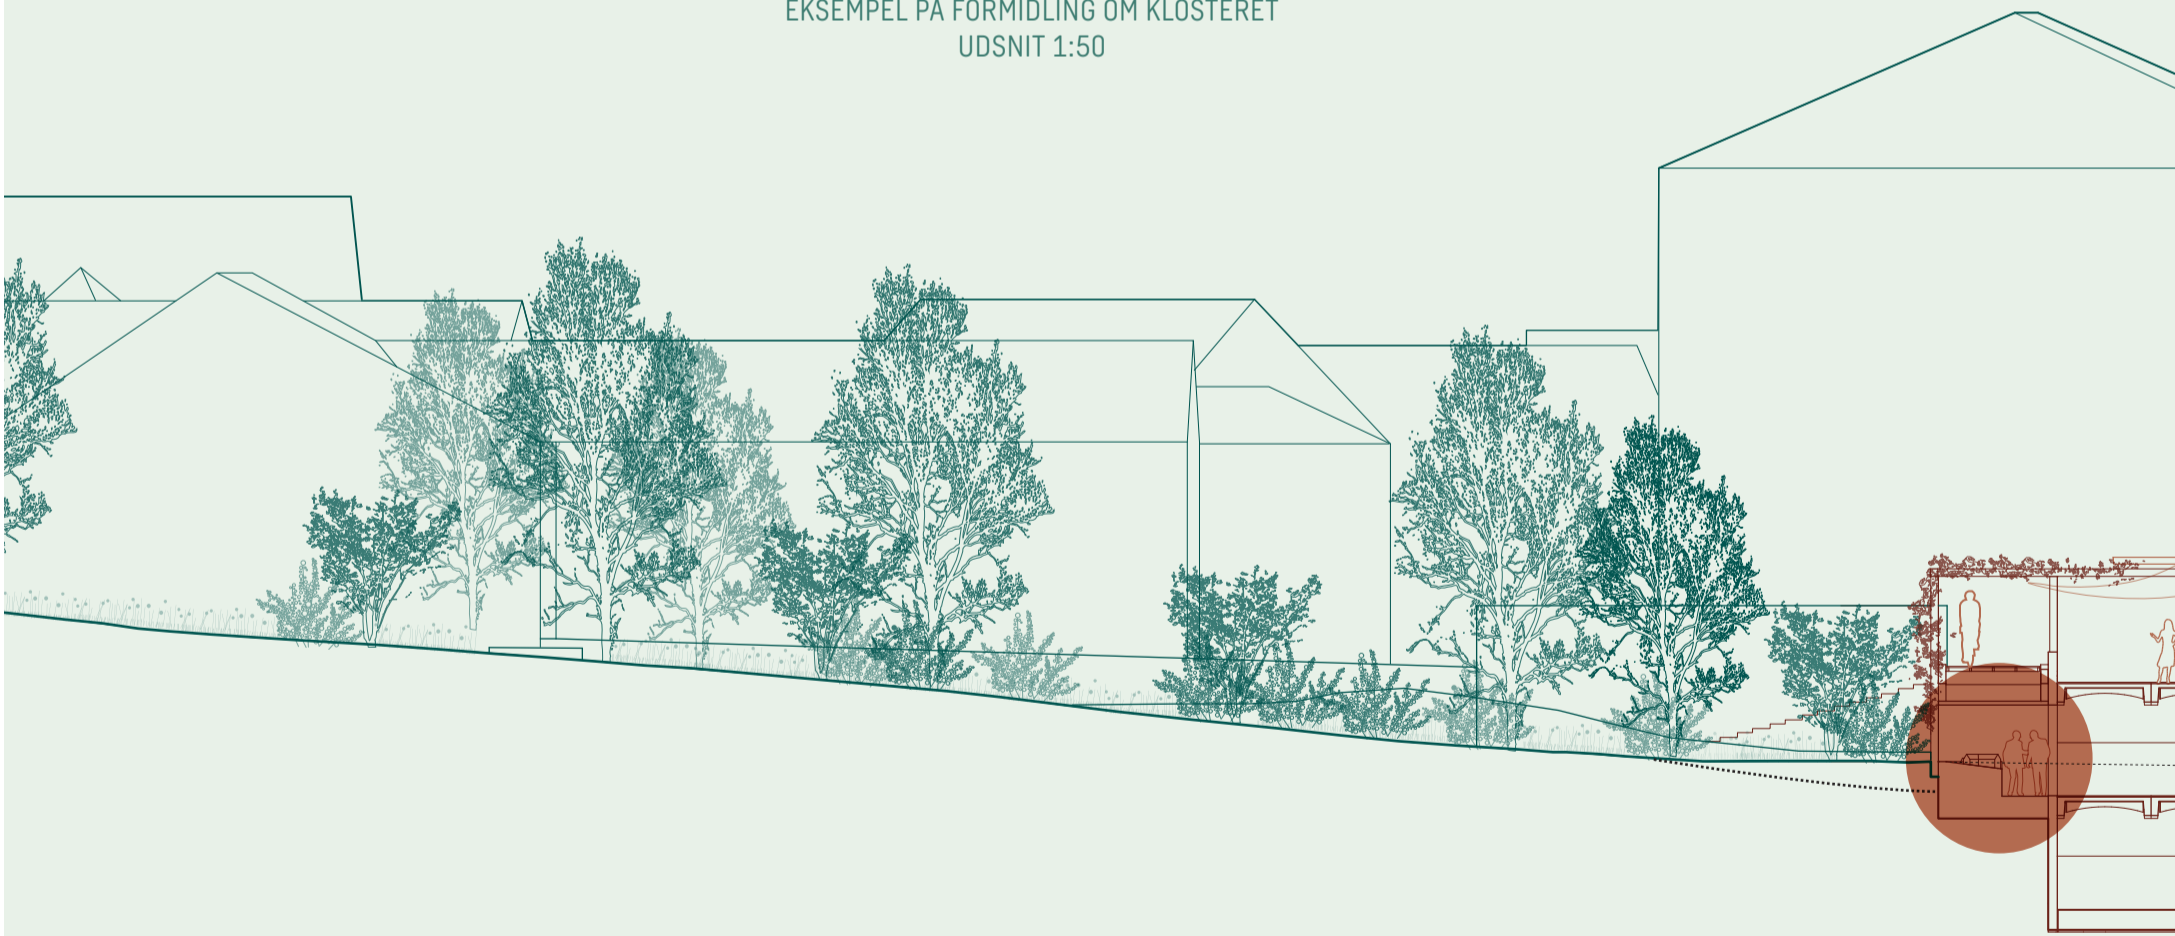 EKSEMPEL PÅ FORMIDLING OM KLOSTERET
UDSNIT 1:50